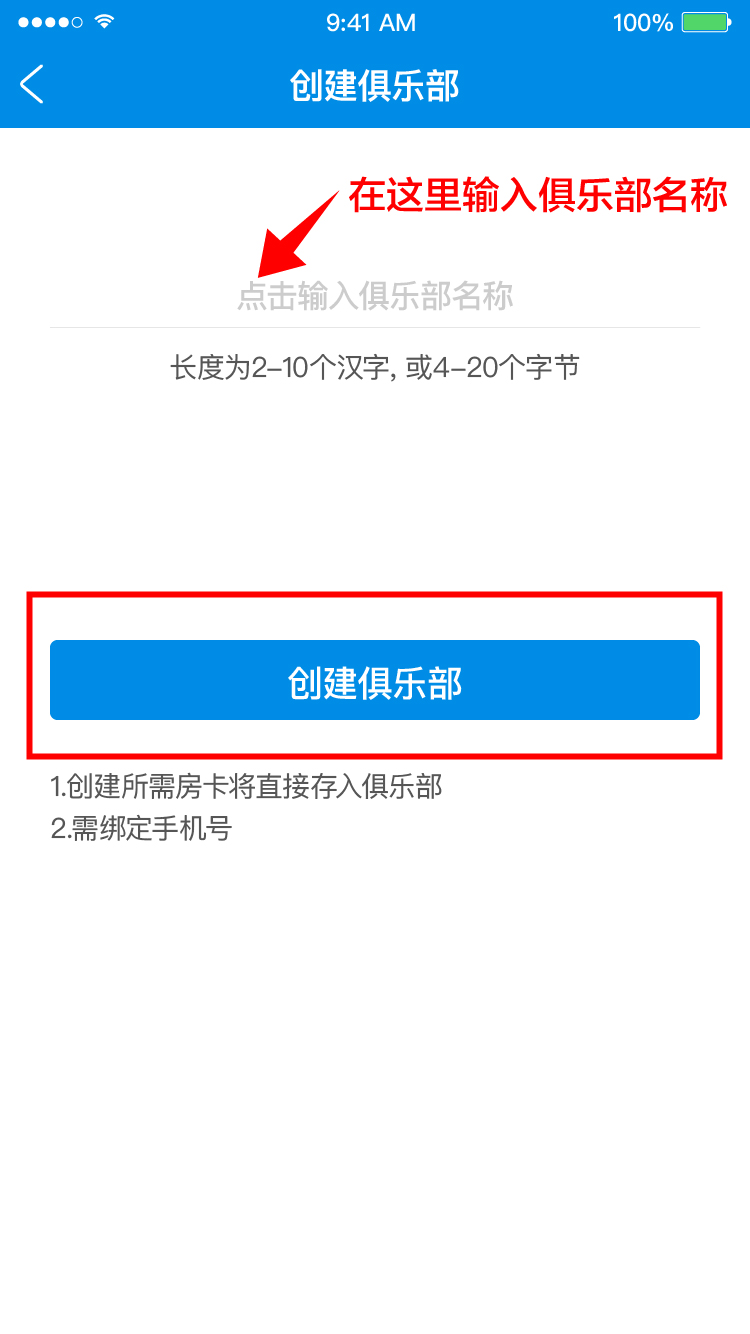 9:41 AM
100%
创建俱乐部
在这里输入俱乐部名称
点击输入俱乐部名称
长度为2-10个汉字, 或4-20个字节
创建俱乐部
1.创建所需房卡将直接存入俱乐部
2.需绑定手机号